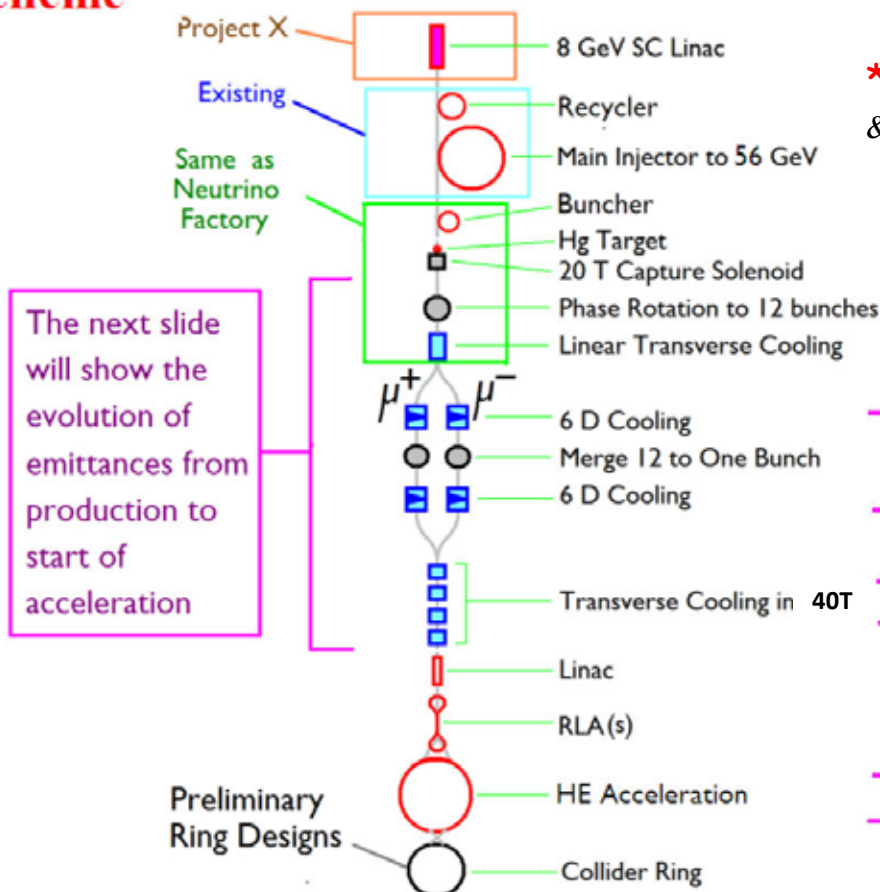 Project X
8 GeV SC Linac
*
Existing
Recycler
&
Main Injector to 56 GeV
Same as
Neutrino
Factory
Buncher
Hg Target
20 T Capture Solenoid
Phase Rotation to 12 bunches
Linear Transverse Cooling
The next slide
will show the
evolution of
emittances from
production to
start of
acceleration
μ+ μ−
6 D Cooling
Merge 12 to One Bunch
6 D Cooling
Transverse Cooling in 40T
Linac
RLA(s)
HE Acceleration
Preliminary
Ring Designs
Collider Ring